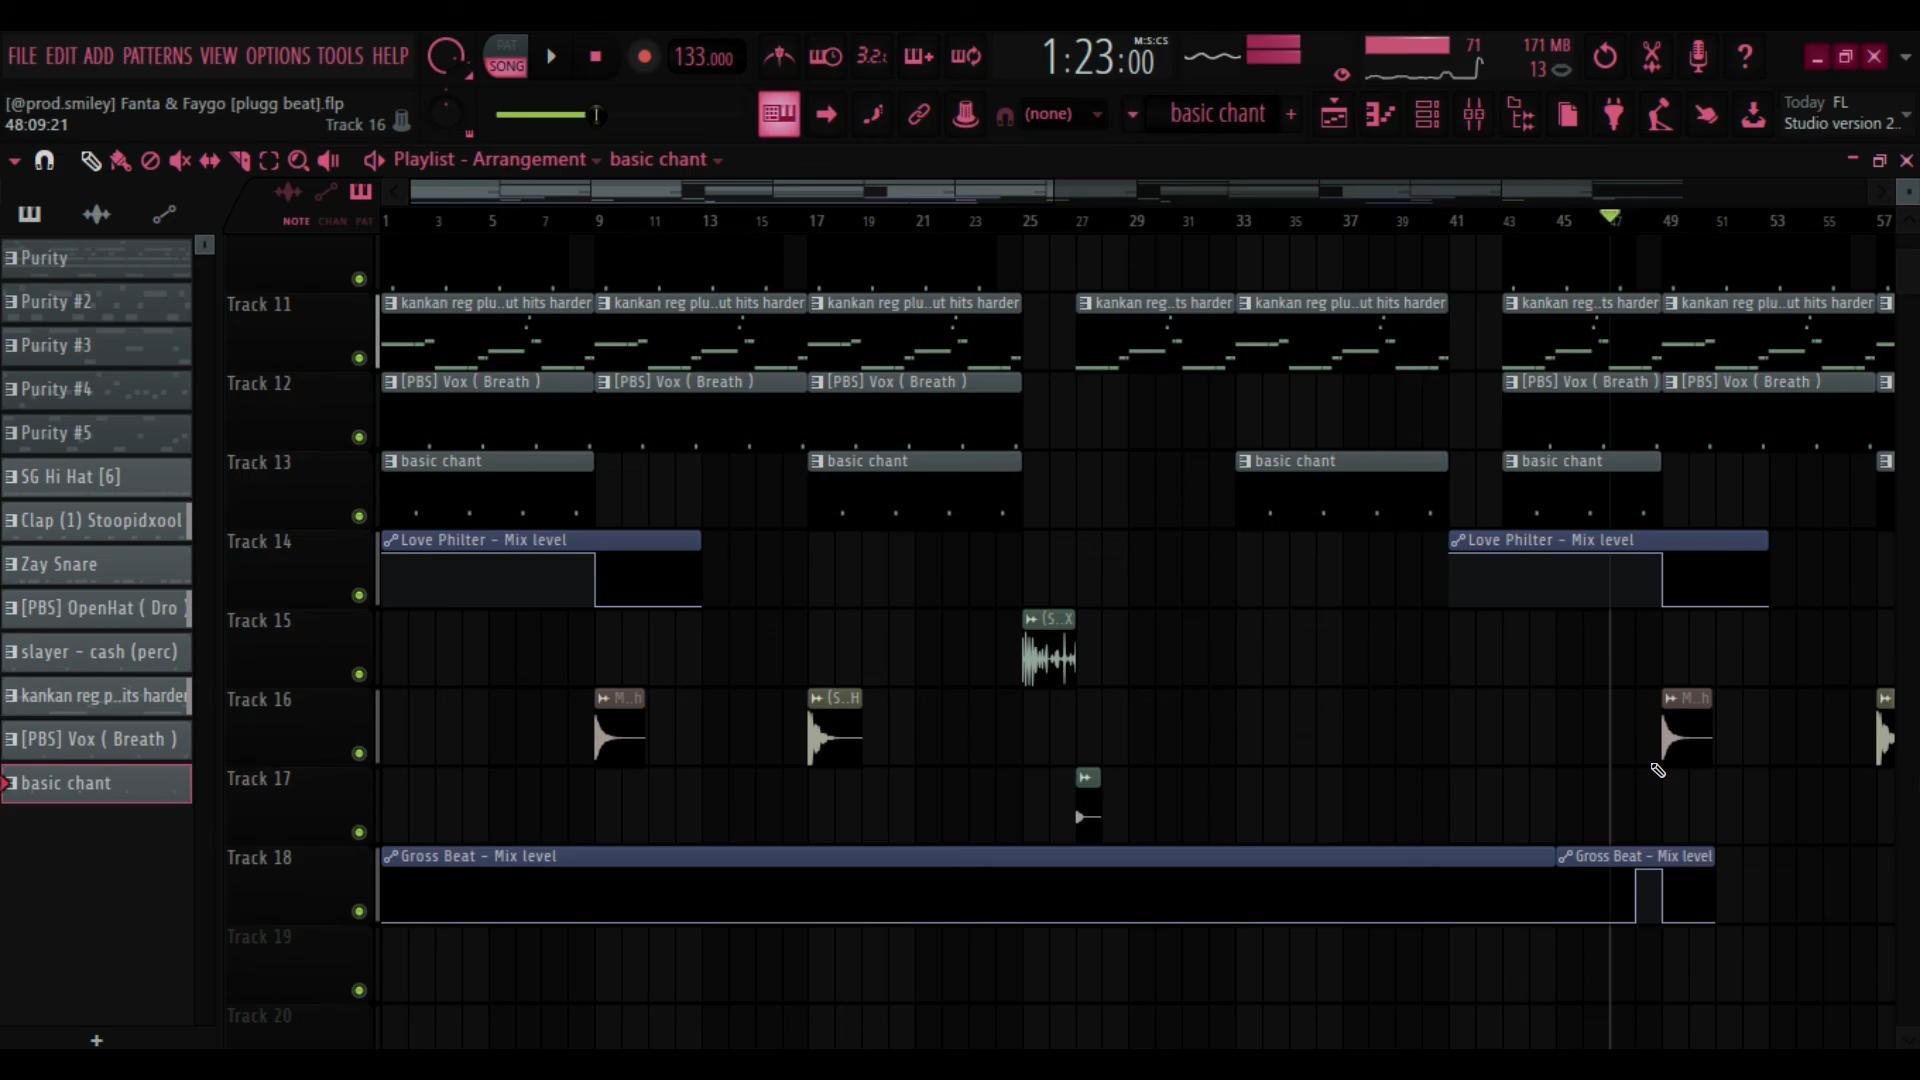 FILE EDIT ADD PATTERNS VIEW OPTIONS TOOLS HELP
PAT
SONG
133.000
3.2:
1:23:00
M:S:CS
71
171 MB
13
?
[@prod.smiley] Fanta & Faygo [plugg beat].flp
48:09:21
Track 16
(none)
basic chant
+
Today FL
Studio version 2..
Playlist - Arrangement
basic chant
NOTE CHAN PAT
1 3 5 7 9 11 13 15 17 19 21 23 25 27 29 31 33 35 37 39 41 43 45 47 49 51 53 55 57
Purity
Purity #2
Purity #3
Purity #4
Purity #5
SG Hi Hat [6]
Clap (1) Stoopidxool
Zay Snare
[PBS] OpenHat ( Dro )
slayer - cash (perc)
kankan reg p..its harder
[PBS] Vox ( Breath )
basic chant
+
Track 11
kankan reg plu..ut hits harder
kankan reg plu..ut hits harder
kankan reg plu..ut hits harder
kankan reg..ts harder
kankan reg plu..ut hits harder
kankan reg..ts harder
kankan reg plu..ut hits harder
Track 12
[PBS] Vox ( Breath )
[PBS] Vox ( Breath )
[PBS] Vox ( Breath )
[PBS] Vox ( Breath )
[PBS] Vox ( Breath )
Track 13
basic chant
basic chant
basic chant
basic chant
Track 14
Love Philter - Mix level
Love Philter - Mix level
Track 15
(S..X
Track 16
M..h
(S..H
M..h
Track 17
Track 18
Gross Beat - Mix level
Gross Beat - Mix level
Track 19
Track 20